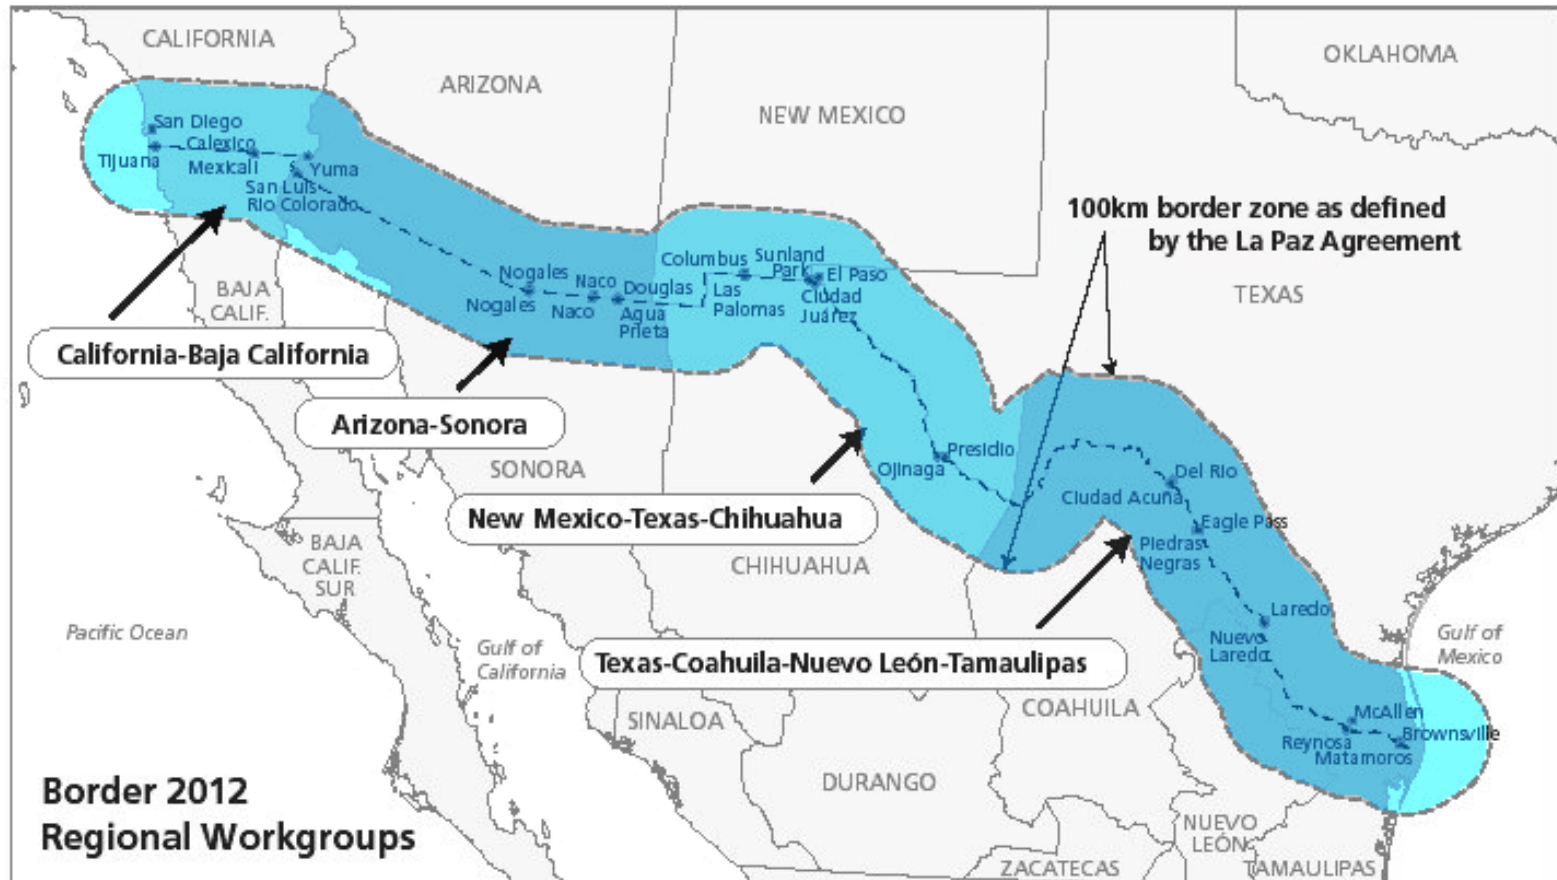 CALIFORNIA
ARIZONA
NEW MEXICO
OKLAHOMA
San Diego
Calexico
Tijuana
Mexicali
Yuma
San Luis
Rio Colorado
100km border zone as defined
by the La Paz Agreement
TEXAS
Columbus
Sunland
Park
El Paso
Nogales
Naco
Douglas
Las
Palomas
Ciudad
Juárez
Nogales
Naco
Agua
Prieta
BAJA
CALIF.
California-Baja California
Arizona-Sonora
SONORA
New Mexico-Texas-Chihuahua
Presidio
Ojinaga
Del Rio
Ciudad Acuña
Eagle Pass
Piedras
Negras
BAJA
CALIF.
SUR
CHIHUAHUA
Laredo
Nuevo
Laredo
Pacific Ocean
Gulf of
California
Gulf of
Mexico
Texas-Coahuila-Nuevo León-Tamaulipas
SINALOA
COAHUILA
McAllen
Brownsville
Reynosa
Matamoros
DURANGO
Border 2012
Regional Workgroups
NUEVO
LEÓN
ZACATECAS
TAMAULIPAS